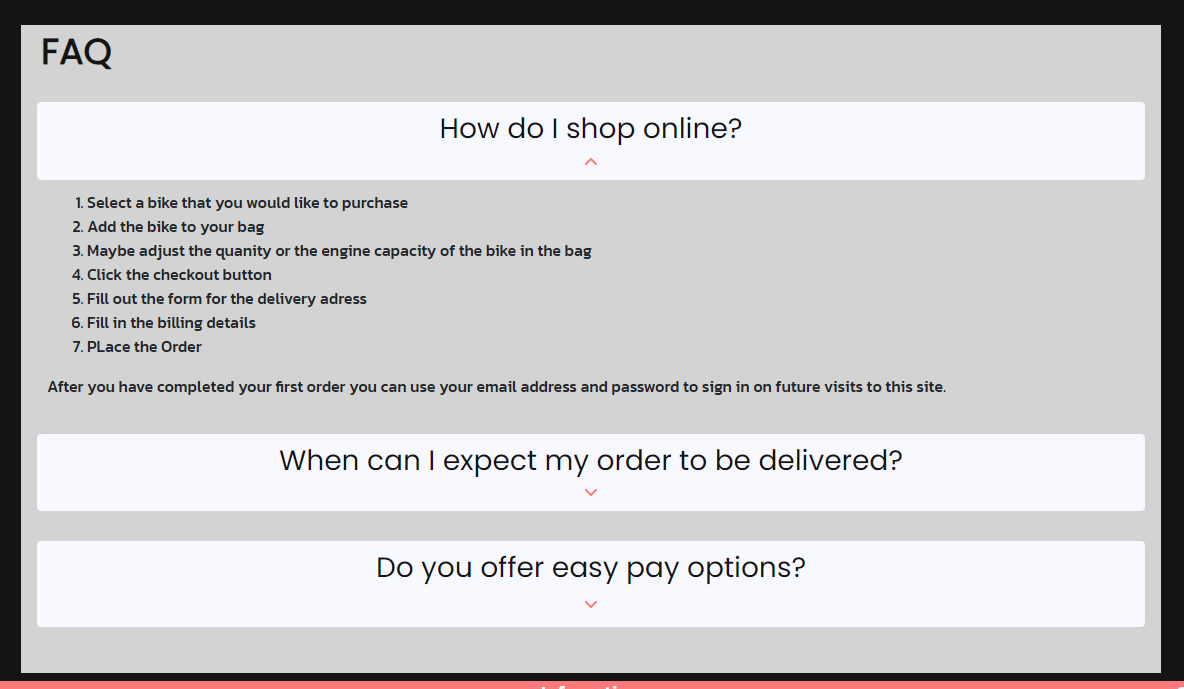 FAQ
How do I shop online?
1. Select a bike that you would like to purchase
2. Add the bike to your bag
3. Maybe adjust the quanity or the engine capacity of the bike in the bag
4. Click the checkout button
5. Fill out the form for the delivery adress
6. Fill in the billing details
7. PLace the Order
After you have completed your first order you can use your email address and password to sign in on future visits to this site.
When can I expect my order to be delivered?
Do you offer easy pay options?